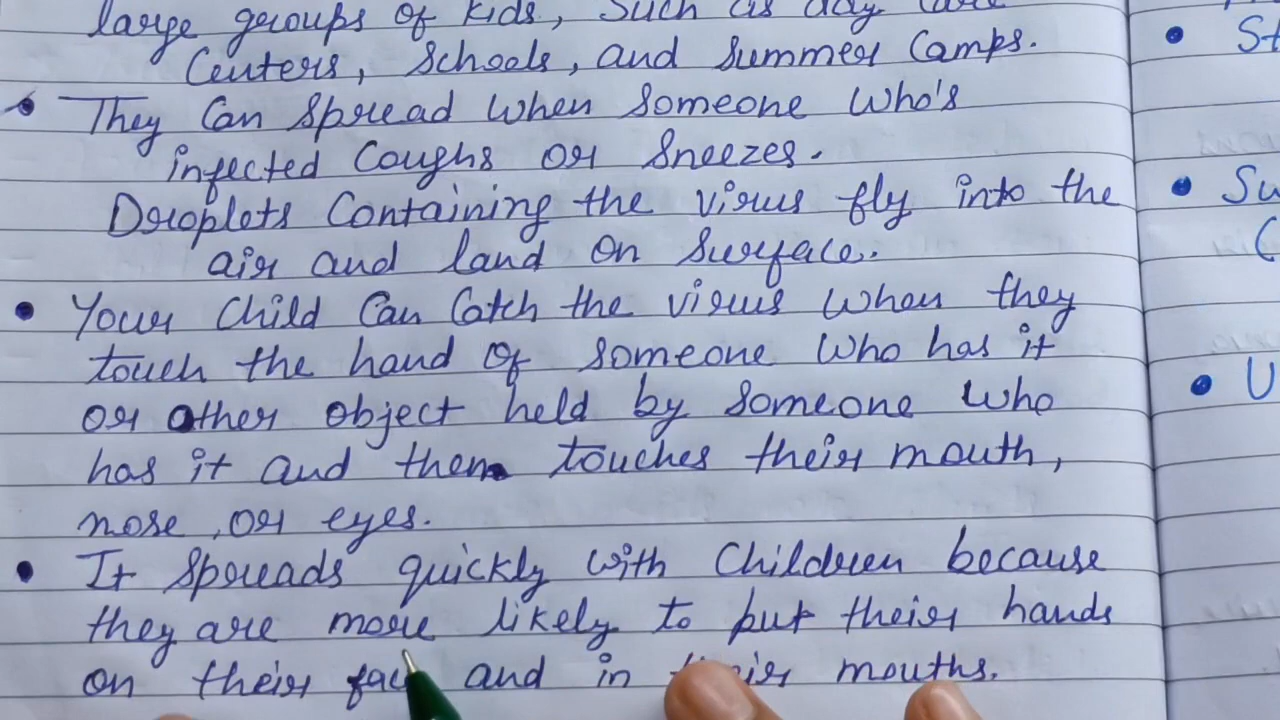 large groups of kids, Such as day care
Centers, Schools, and Summer Camps.
They Can Spread When Someone Who's
infected Coughs or Sneezes.
Droplets Containing the virus fly into the
air and land on Surface.
Your Child Can Catch the virus when they
touch the hand of Someone Who has it
or other object held by Someone Who
has it and then touches their mouth,
nose, or eyes.
It Spreads quickly with Children because
they are more likely to put their hands
on their face and in their mouths.
St
Su
C
U